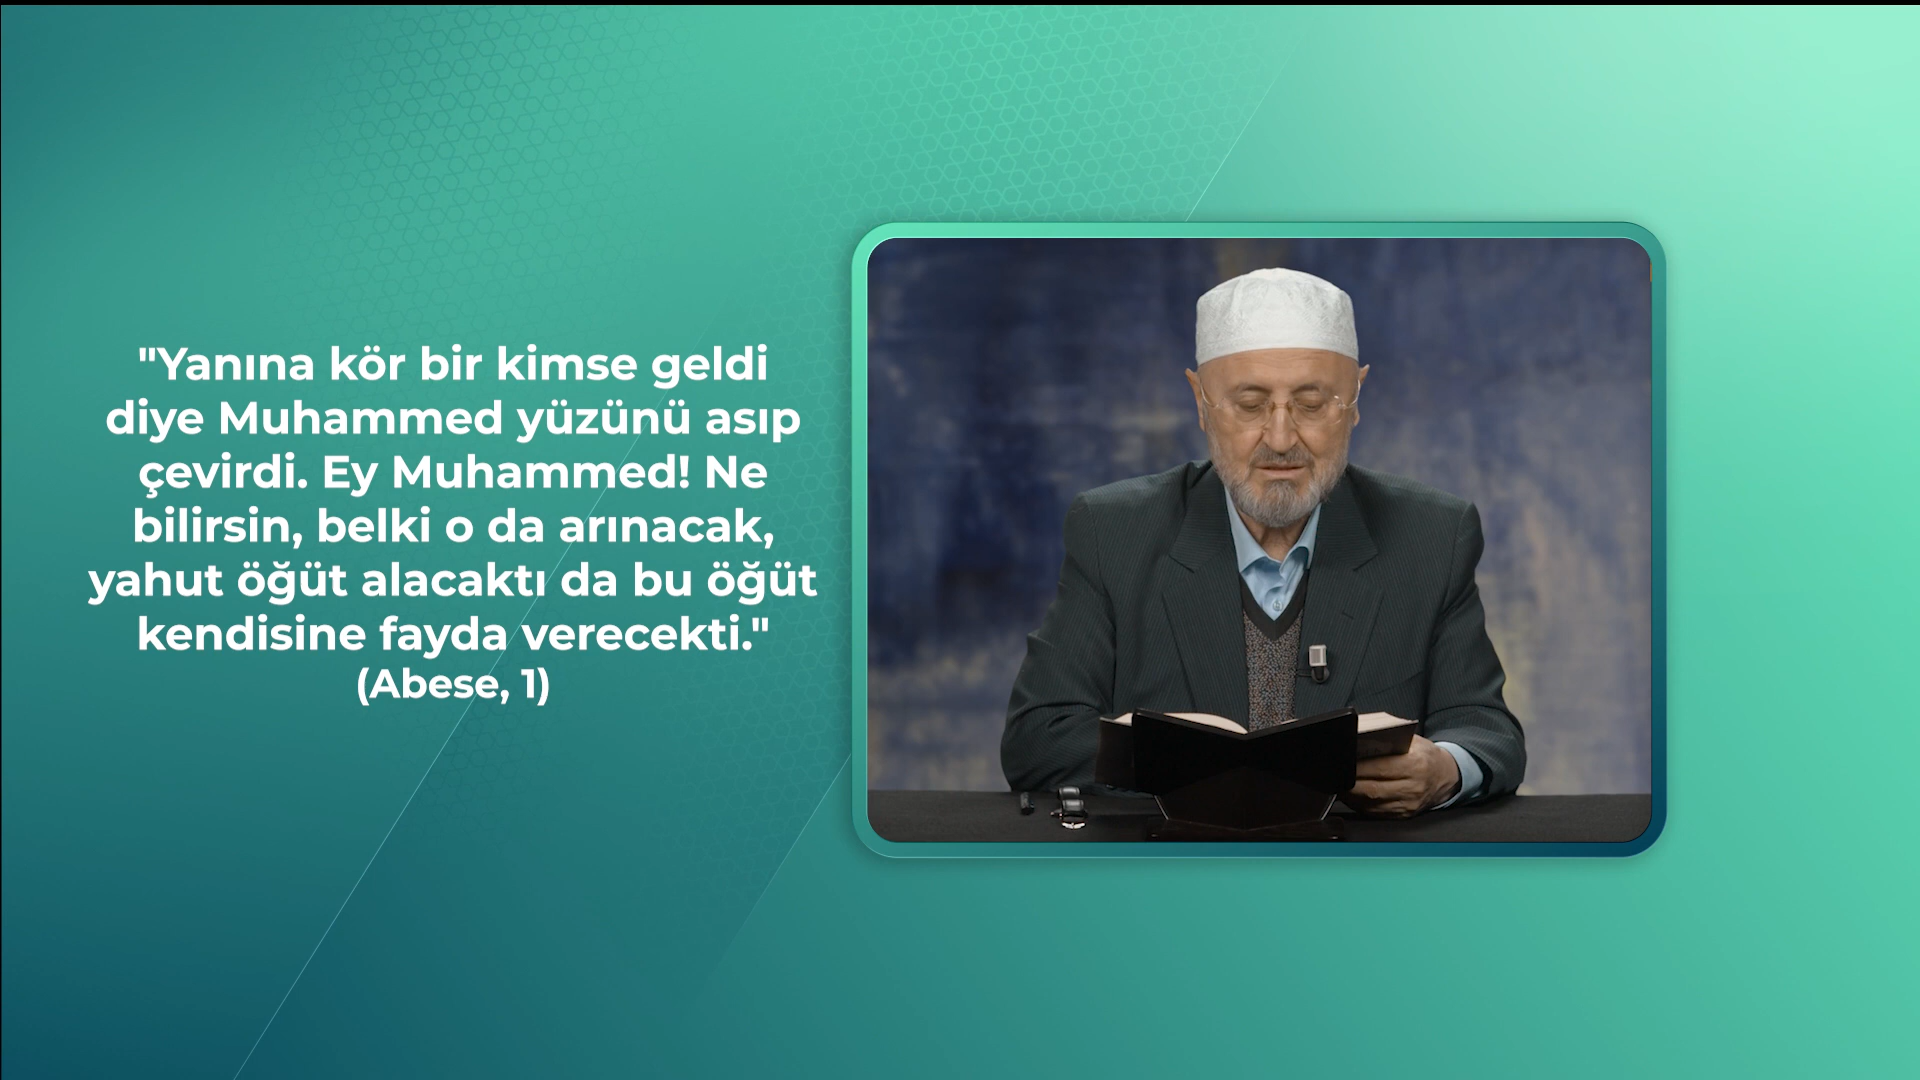 "Yanına kör bir kimse geldi
diye Muhammed yüzünü asıp
çevirdi. Ey Muhammed! Ne
bilirsin, belki o da arınacak,
yahut öğüt alacaktı da bu öğüt
kendisine fayda verecekti."
(Abese, 1)